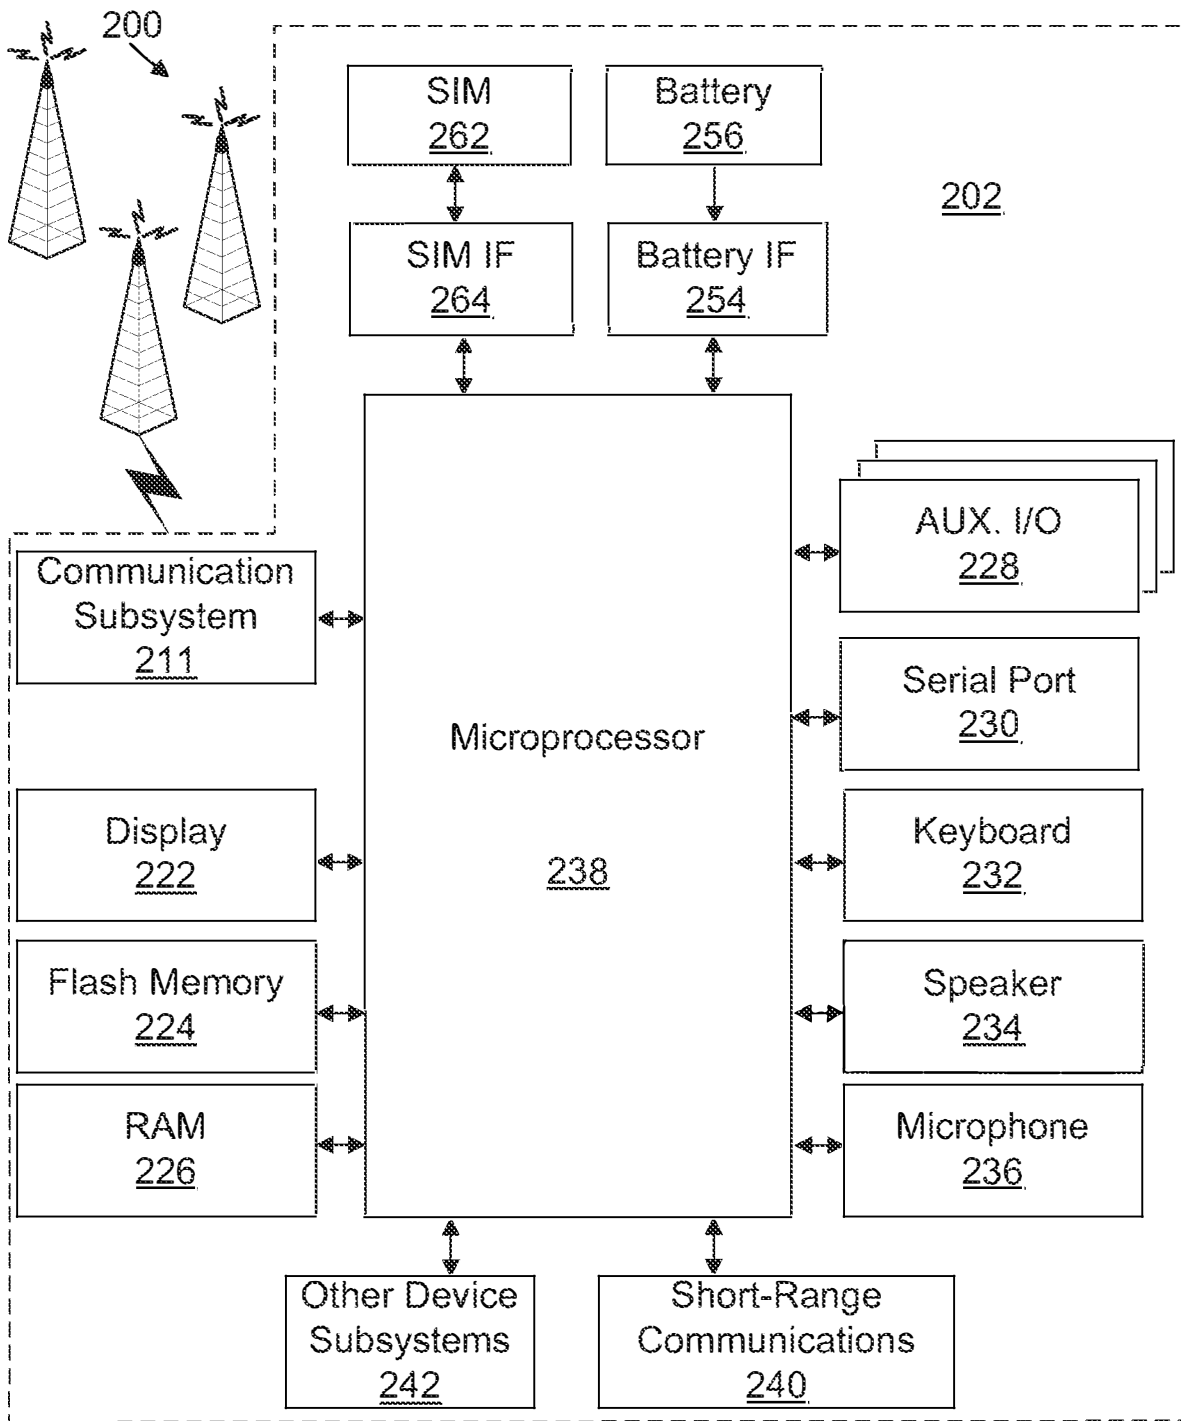 200
SIM
262
Battery
256
202
SIM IF
264
Battery IF
254
AUX. I/O
228
Communication
Subsystem
211
Serial Port
230
Microprocessor
238
Display
222
Keyboard
232
Flash Memory
224
Speaker
234
RAM
226
Microphone
236
Other Device
Subsystems
242
Short-Range
Communications
240